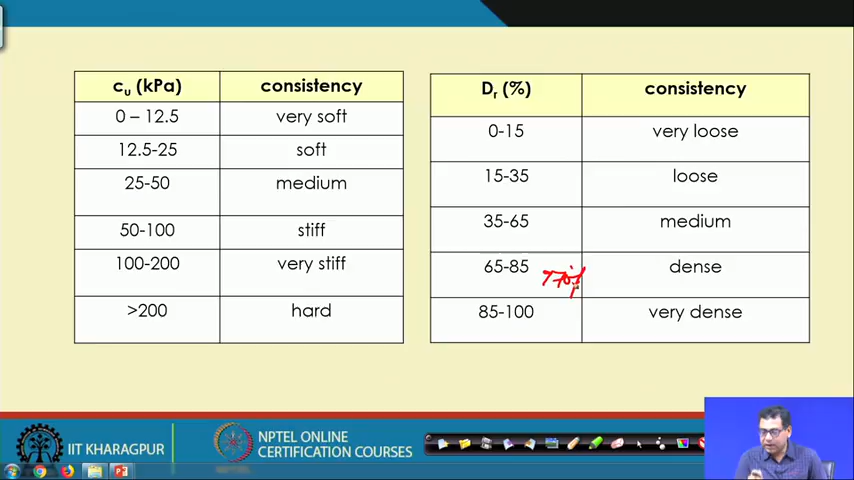 cu (kPa) consistency
0 – 12.5 very soft
12.5-25 soft
25-50 medium
50-100 stiff
100-200 very stiff
>200 hard
Dr (%) consistency
0-15 very loose
15-35 loose
35-65 medium
65-85 dense
85-100 very dense
IIT KHARAGPUR
NPTEL ONLINE
CERTIFICATION COURSES